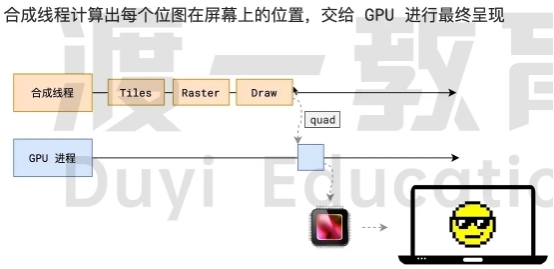 合成线程计算出每个位图在屏幕上的位置，交给 GPU 进行最终呈现
渡一教育
合成线程
Tiles
Raster
Draw
quad
GPU 进程
Duyi Educatio